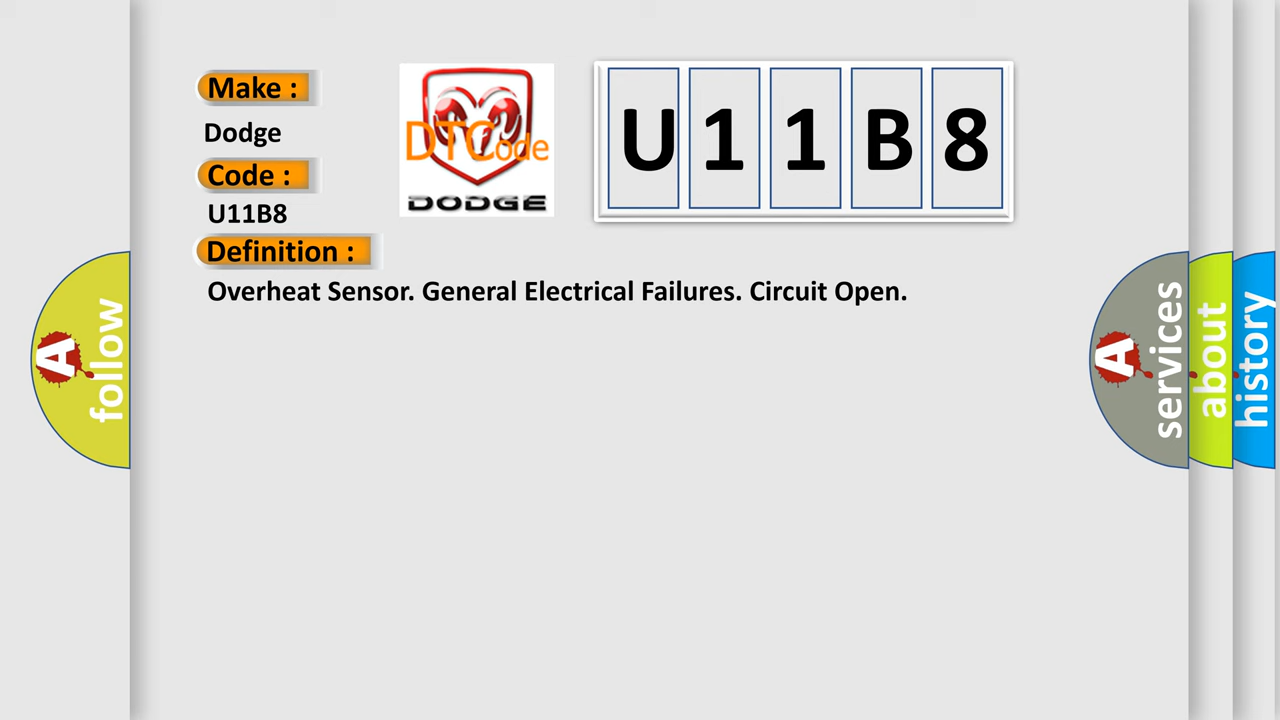 Make :
Dodge
Code :
U11B8
Definition :
Overheat Sensor. General Electrical Failures. Circuit Open.
DTCode
DODGE
U11B8
A
follow
A
services
about
history